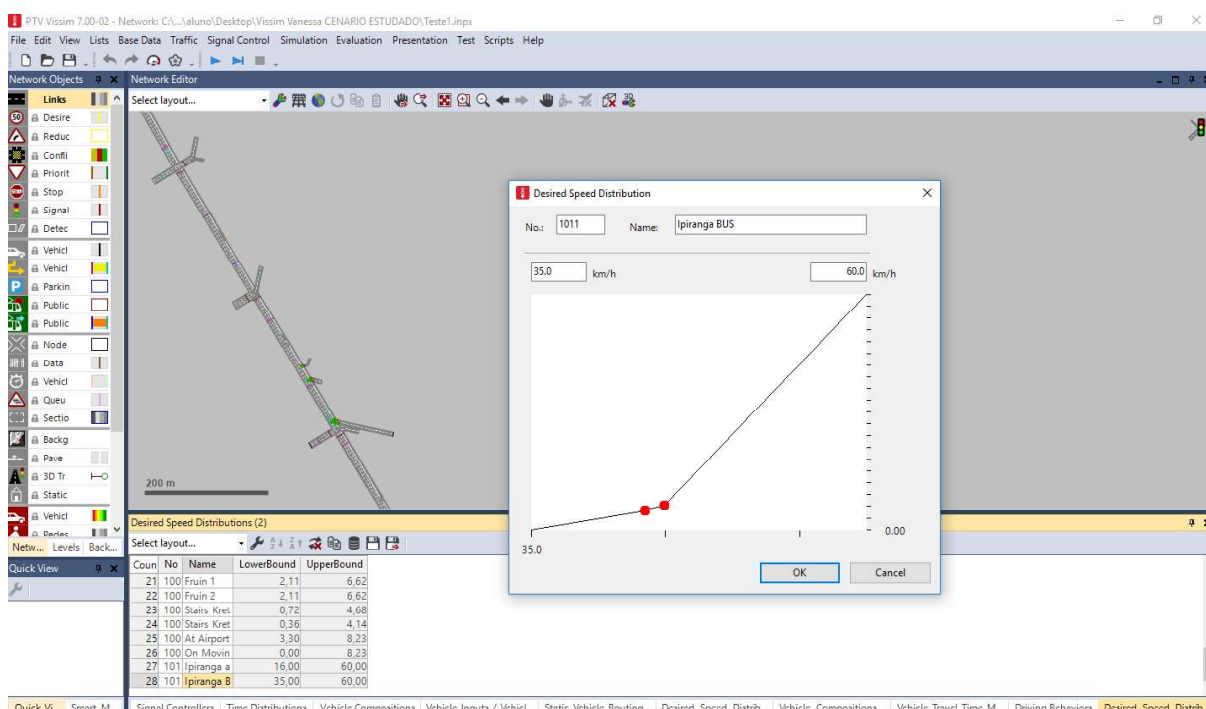 PTV Vissim 7.00-02 - Network: C:\...\aluno\Desktop\Vissim Vanessa CENARIO ESTUDADO\Teste1.inpx
File Edit View Lists Base Data Traffic Signal Control Simulation Evaluation Presentation Test Scripts Help
Network Objects
Network Editor
Links
Select layout...
Desire
Reduc
Confli
Priorit
Stop
Signal
Detec
Vehicl
Vehicl
Parkin
Public
Public
Node
Data
Vehicl
Queu
Sectio
Backg
Pave
3D Tr
Static
Vehicl
Pedes
Netw... Levels Back...
Quick View
200 m
Desired Speed Distribution
No.: 1011 Name: Ipiranga BUS
35.0 km/h 60.0 km/h
0.00
35.0
OK Cancel
Desired Speed Distributions (2)
Select layout...
Coun No Name LowerBound UpperBound
21 100 Fruin 1 2,11 6,62
22 100 Fruin 2 2,11 6,62
23 100 Stairs Kret 0,72 4,68
24 100 Stairs Kret 0,36 4,14
25 100 At Airport 3,30 8,23
26 100 On Movin 0,00 8,23
27 101 Ipiranga a 16,00 60,00
28 101 Ipiranga B 35,00 60,00
Quick Vi... Smart M... Signal Controllers Time Distributions Vehicle Compositions Vehicle Inputs / Vehicl... Static Vehicle Routing... Desired Speed Distrib... Vehicle Compositions... Vehicle Travel Time M... Driving Behaviors Desired Speed Distrib